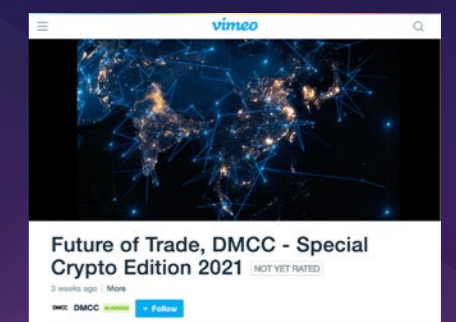 vimeo
Future of Trade, DMCC - Special
Crypto Edition 2021 NOT YET RATED
3 weeks ago | More
DMCC DMCC BUSINESS + Follow